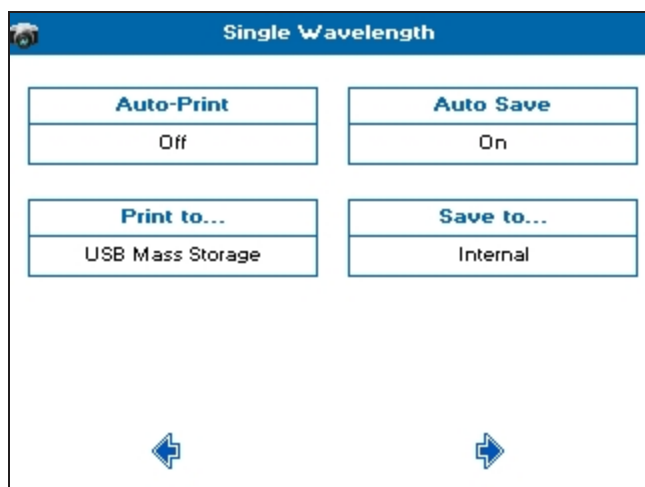 Single Wavelength
Auto-Print
Off
Auto Save
On
Print to...
USB Mass Storage
Save to...
Internal